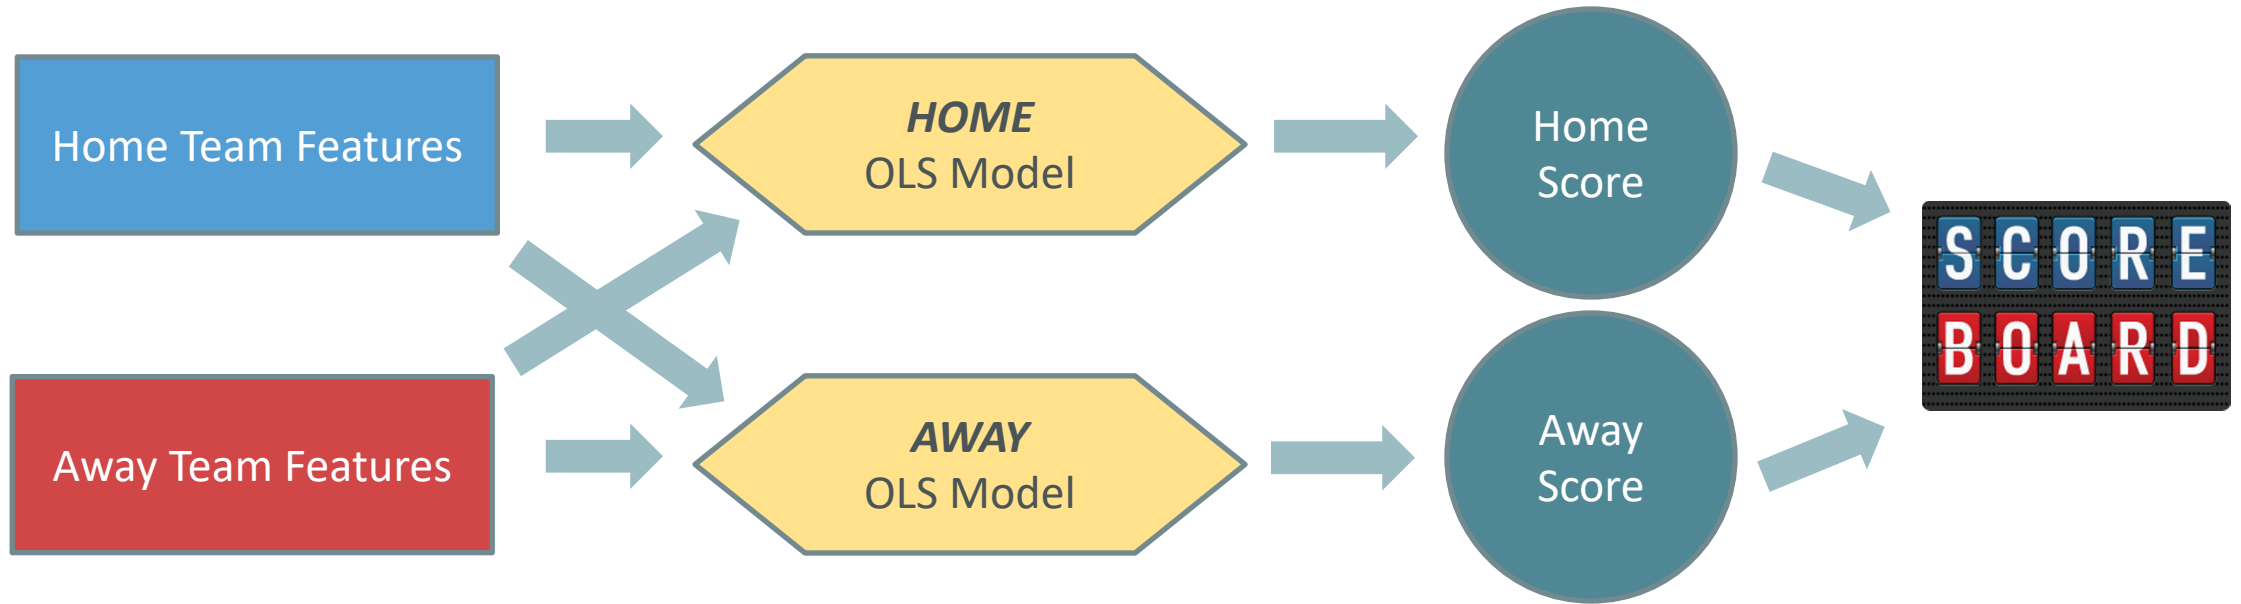 Home Team Features
HOME
OLS Model
Home
Score
Away Team Features
AWAY
OLS Model
Away
Score
SCORE
BOARD